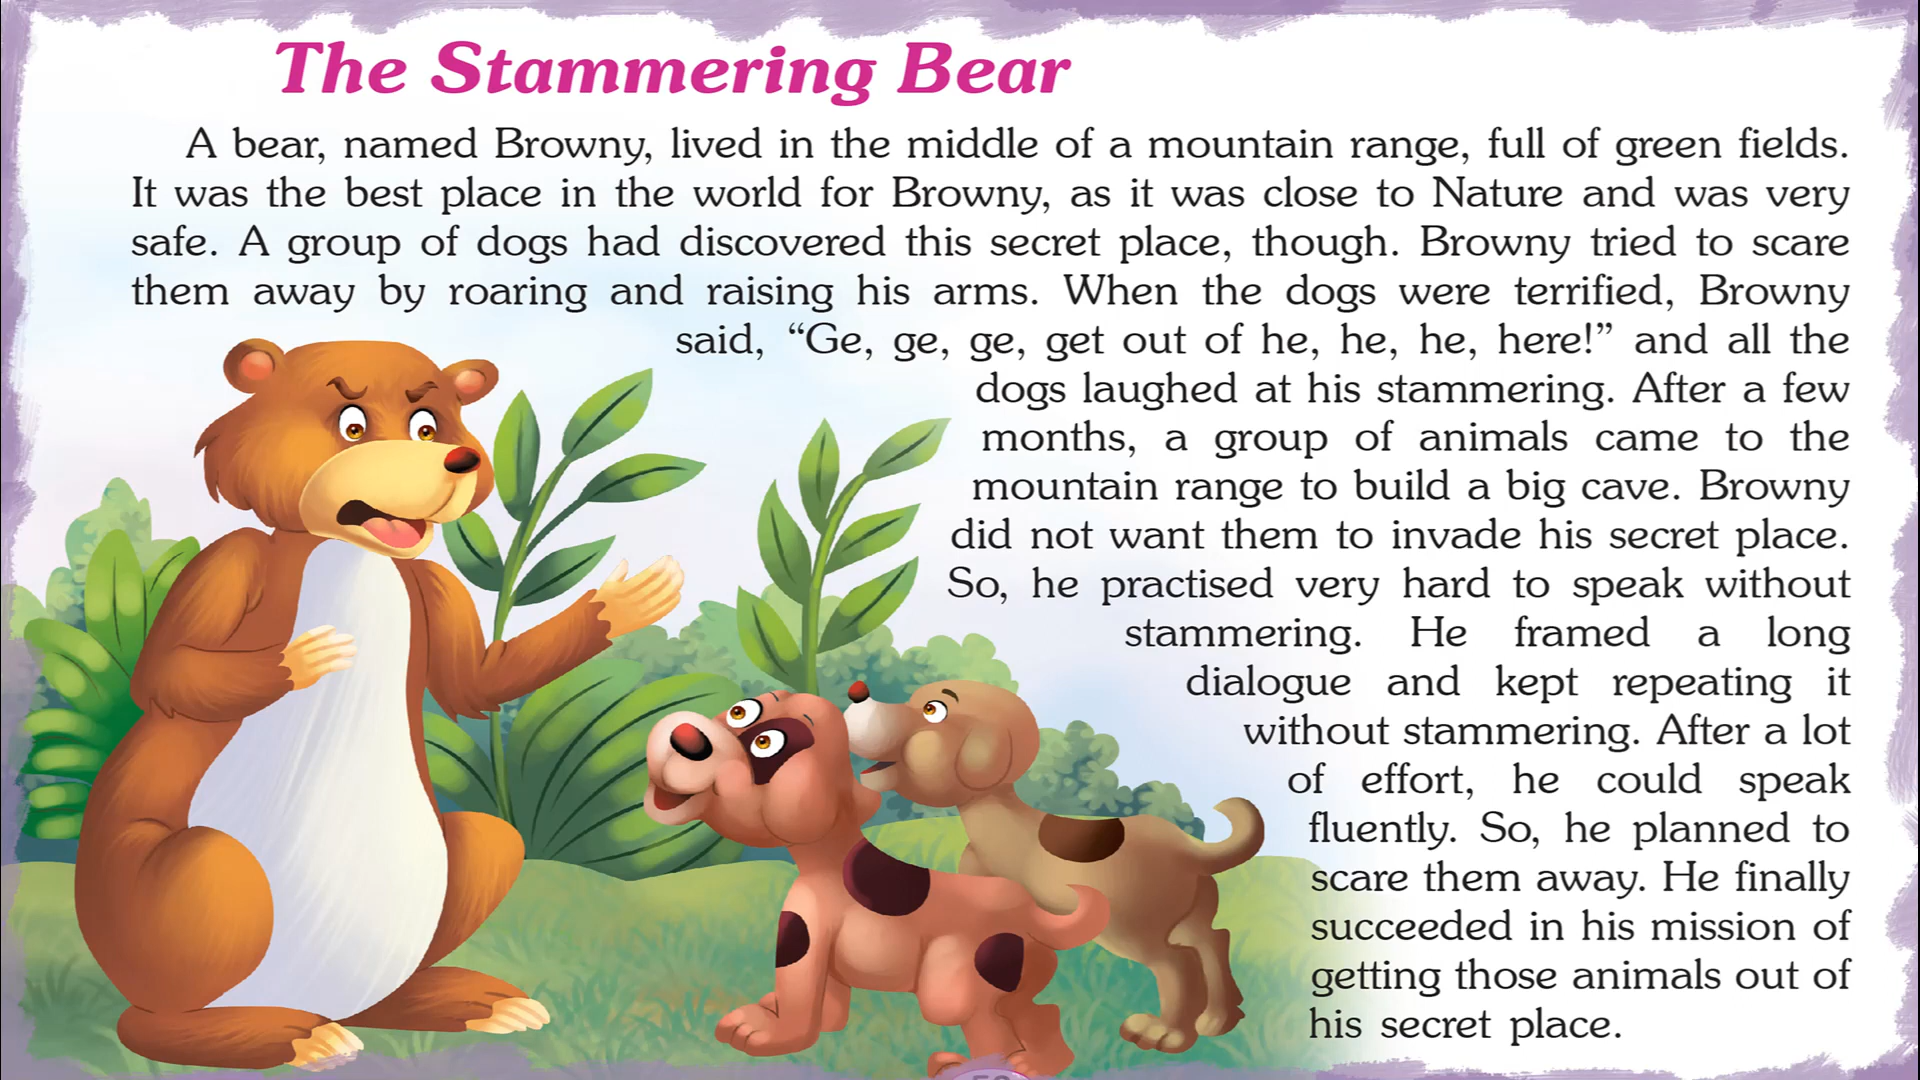 The Stammering Bear
A bear, named Browny, lived in the middle of a mountain range, full of green fields.
It was the best place in the world for Browny, as it was close to Nature and was very
safe. A group of dogs had discovered this secret place, though. Browny tried to scare
them away by roaring and raising his arms. When the dogs were terrified, Browny
said, “Ge, ge, ge, get out of he, he, he, here!” and all the
dogs laughed at his stammering. After a few
months, a group of animals came to the
mountain range to build a big cave. Browny
did not want them to invade his secret place.
So, he practised very hard to speak without
stammering. He framed a long
dialogue and kept repeating it
without stammering. After a lot
of effort, he could speak
fluently. So, he planned to
scare them away. He finally
succeeded in his mission of
getting those animals out of
his secret place.